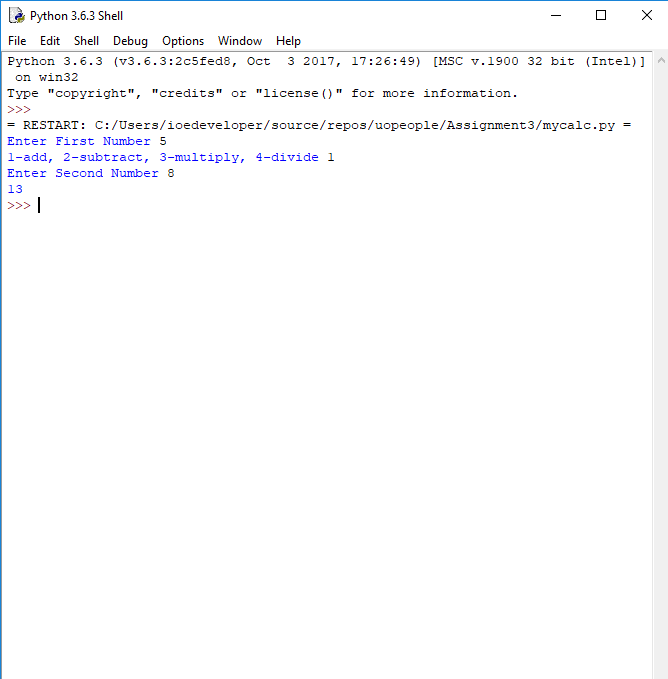 Python 3.6.3 Shell
File Edit Shell Debug Options Window Help
Python 3.6.3 (v3.6.3:2c5fed8, Oct  3 2017, 17:26:49) [MSC v.1900 32 bit (Intel)]
 on win32
Type "copyright", "credits" or "license()" for more information.
>>>
= RESTART: C:/Users/ioedeveloper/source/repos/uopeople/Assignment3/mycalc.py =
Enter First Number 5
1-add, 2-subtract, 3-multiply, 4-divide 1
Enter Second Number 8
13
>>>